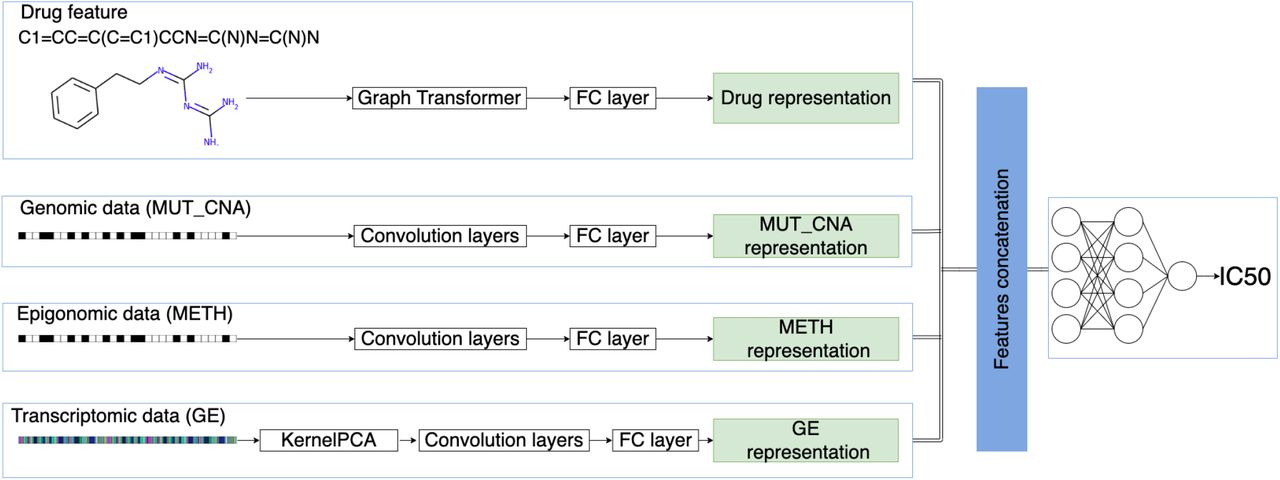 Drug feature
C1=CC=C(C=C1)CCN=C(N)N=C(N)N
N
NH2
N
NH2
NH.
Graph Transformer
FC layer
Drug representation
Genomic data (MUT_CNA)
Convolution layers
FC layer
MUT_CNA
representation
Epigonomic data (METH)
Convolution layers
FC layer
METH
representation
Transcriptomic data (GE)
KernelPCA
Convolution layers
FC layer
GE
representation
Features concatenation
IC50